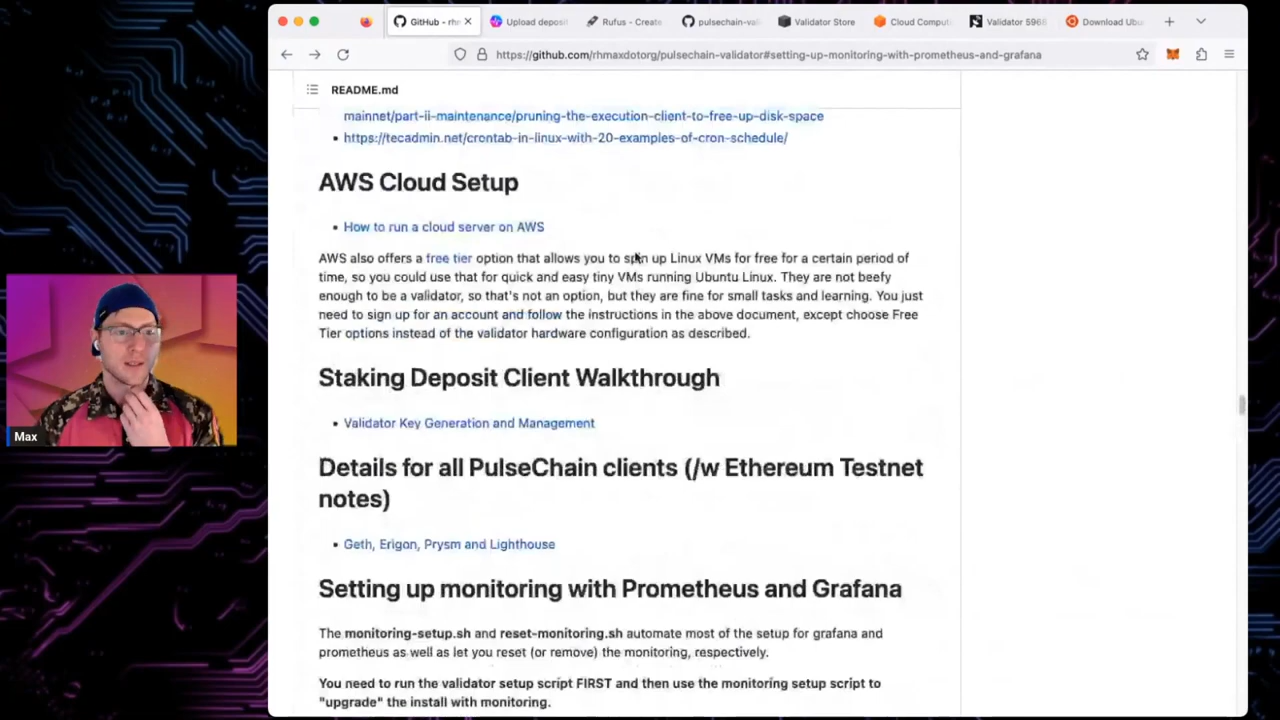 GitHub - rhm
Upload deposi
Rufus - Create
pulsechain-vali
Validator Store
Cloud Comput
Validator 5968
Download Ubu
https://github.com/rhmaxdotorg/pulsechain-validator#setting-up-monitoring-with-prometheus-and-grafana
README.md
mainnet/part-ii-maintenance/pruning-the-execution-client-to-free-up-disk-space
• https://tecadmin.net/crontab-in-linux-with-20-examples-of-cron-schedule/
AWS Cloud Setup
• How to run a cloud server on AWS
AWS also offers a free tier option that allows you to spin up Linux VMs for free for a certain period of
time, so you could use that for quick and easy tiny VMs running Ubuntu Linux. They are not beefy
enough to be a validator, so that's not an option, but they are fine for small tasks and learning. You just
need to sign up for an account and follow the instructions in the above document, except choose Free
Tier options instead of the validator hardware configuration as described.
Staking Deposit Client Walkthrough
• Validator Key Generation and Management
Details for all PulseChain clients (/w Ethereum Testnet
notes)
• Geth, Erigon, Prysm and Lighthouse
Setting up monitoring with Prometheus and Grafana
The monitoring-setup.sh and reset-monitoring.sh automate most of the setup for grafana and
prometheus as well as let you reset (or remove) the monitoring, respectively.
You need to run the validator setup script FIRST and then use the monitoring setup script to
"upgrade" the install with monitoring.
Max